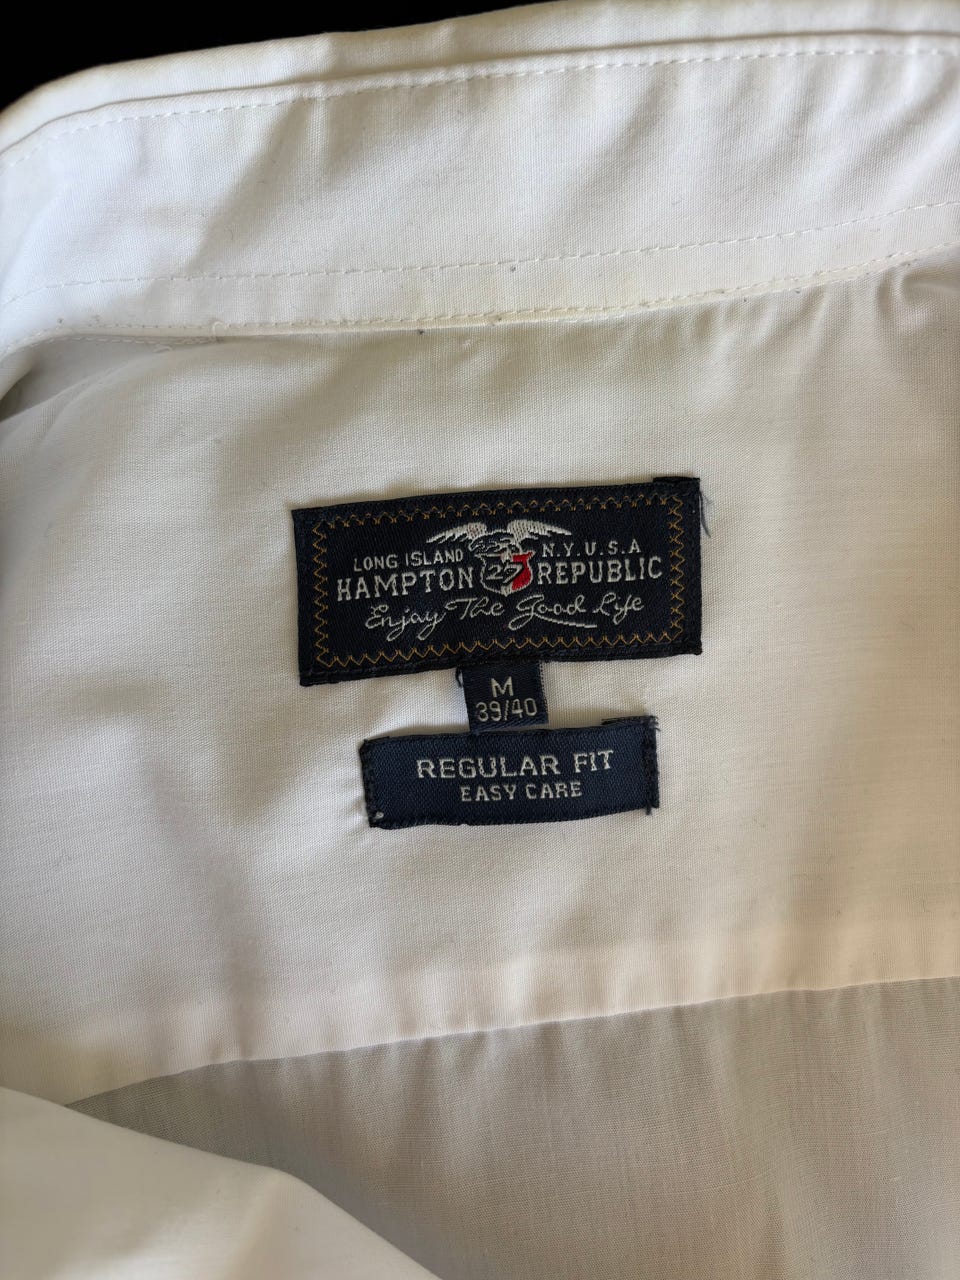 LONG ISLAND N.Y.U.S.A
HAMPTON 27 REPUBLIC
Enjoy The Good Life
M
39/40
REGULAR FIT
EASY CARE